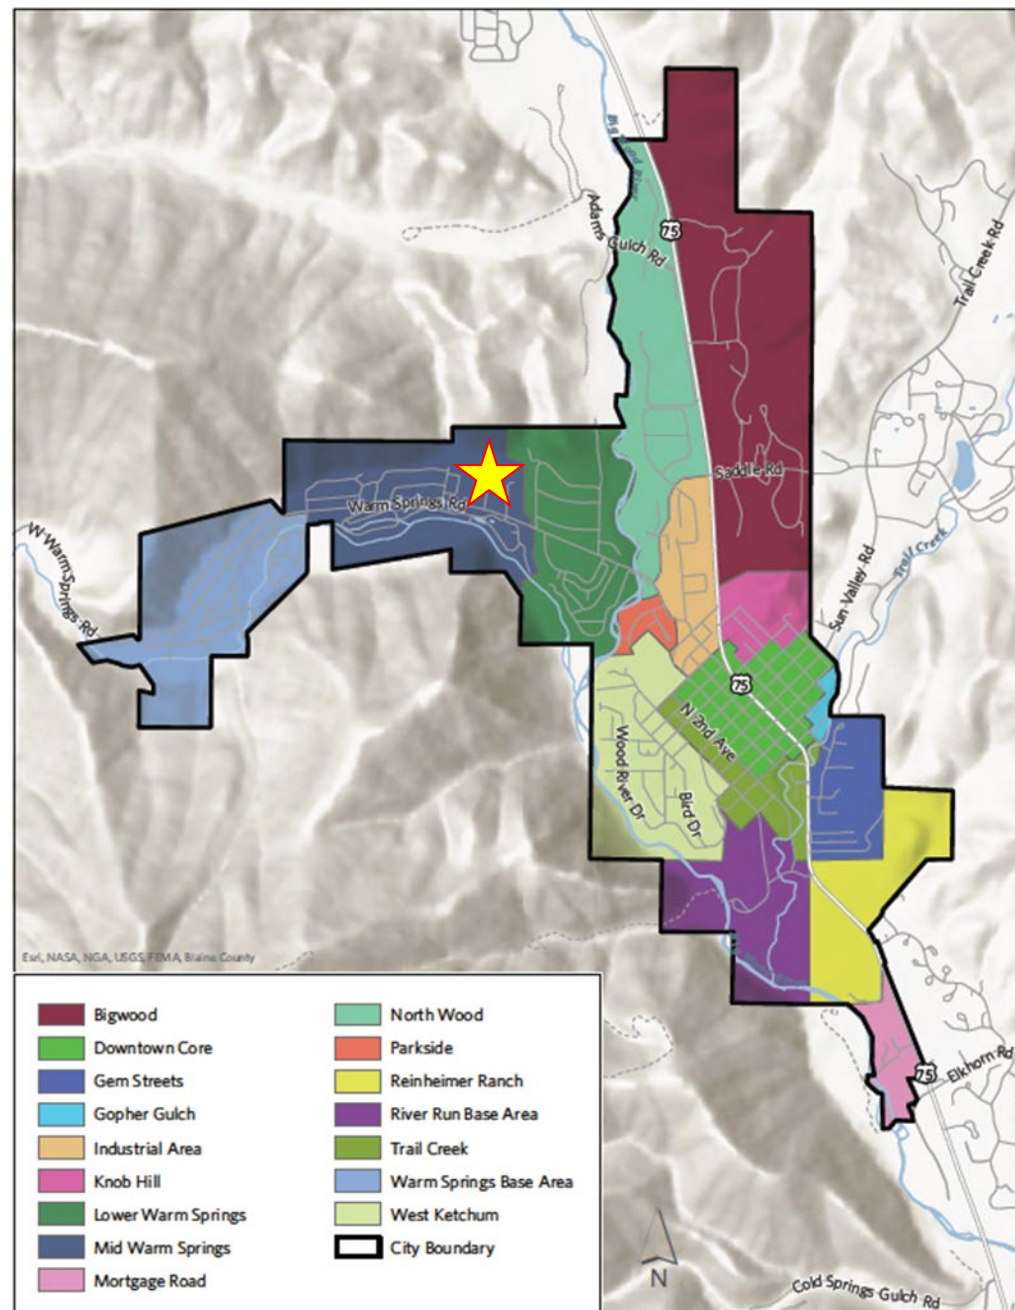 Big Wood River
75
Adams Gulch Rd
Trail Creek Rd
Saddle Rd
Warm Springs Rd
W Warm Springs Rd
Trail Creek
Sun Valley Rd
75
N 2nd Ave
Wood River Dr
Bird Dr
Esri, NASA, NGA, USGS, FEMA, Blaine County
75
Elkhorn Rd
Bigwood
Downtown Core
Gem Streets
Gopher Gulch
Industrial Area
Knob Hill
Lower Warm Springs
Mid Warm Springs
Mortgage Road
North Wood
Parkside
Reinheimer Ranch
River Run Base Area
Trail Creek
Warm Springs Base Area
West Ketchum
City Boundary
N
Cold Springs Gulch Rd